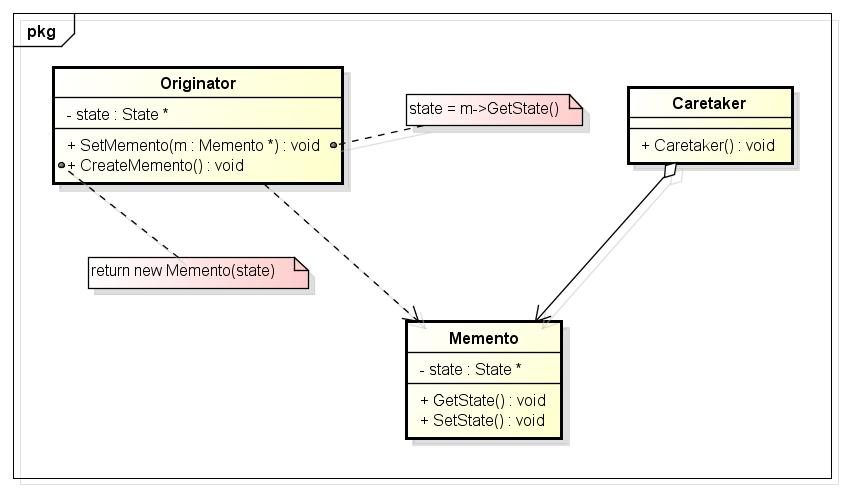 pkg
Originator
- state : State *
+ SetMemento(m : Memento *) : void
+ CreateMemento() : void
state = m->GetState()
Caretaker
+ Caretaker() : void
return new Memento(state)
Memento
- state : State *
+ GetState() : void
+ SetState() : void